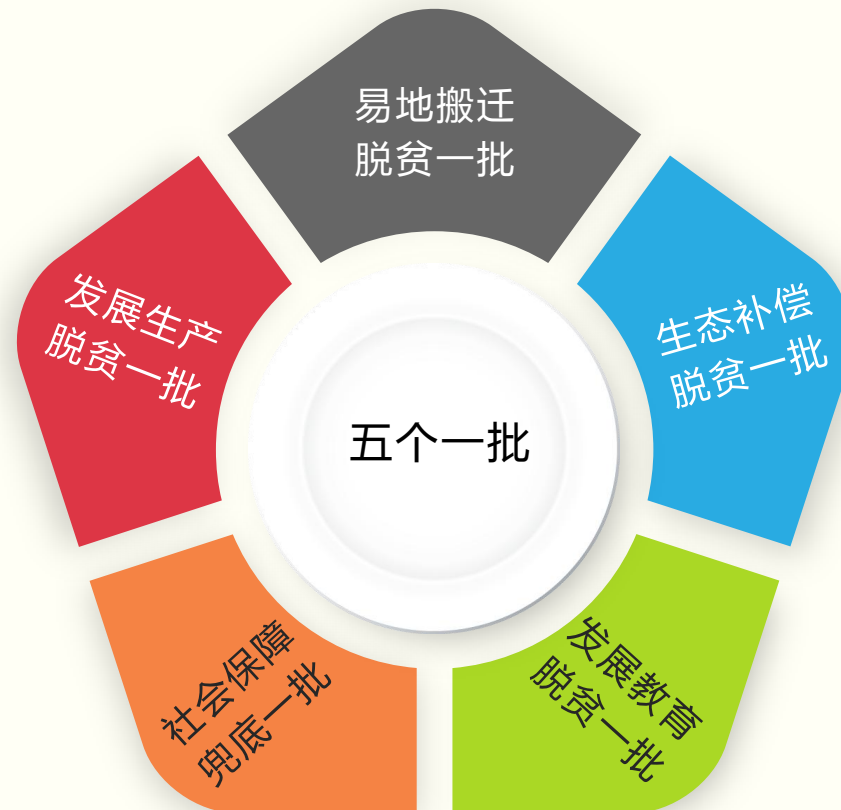 易地搬迁
脱贫一批
发展生产
脱贫一批
生态补偿
脱贫一批
五个一批
社会保障
兜底一批
发展教育
脱贫一批